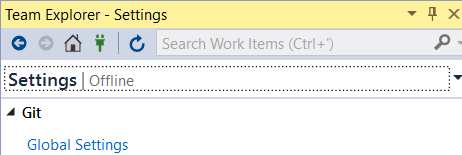 Team Explorer - Settings
Search Work Items (Ctrl+')
Settings | Offline
Git
Global Settings